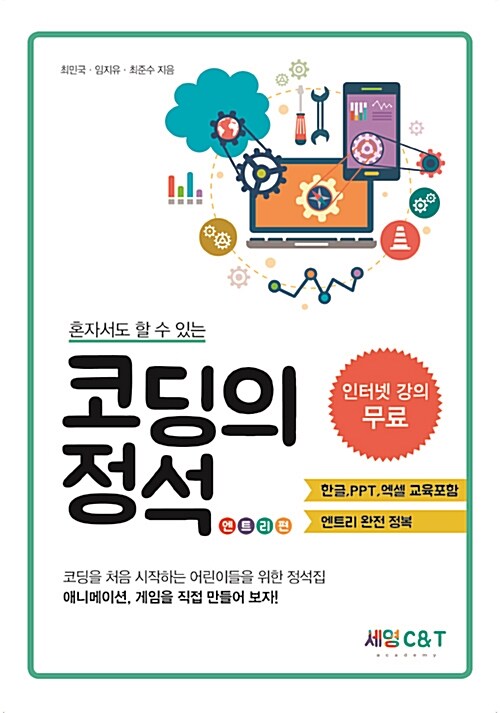 최민국 · 임지유 · 최준수 지음
혼자서도 할 수 있는
코딩의
정석
엔트리편
인터넷 강의
무료
한글,PPT,엑셀 교육포함
엔트리 완전 정복
코딩을 처음 시작하는 어린이들을 위한 정석집
애니메이션, 게임을 직접 만들어 보자!
세영 C&T
academy